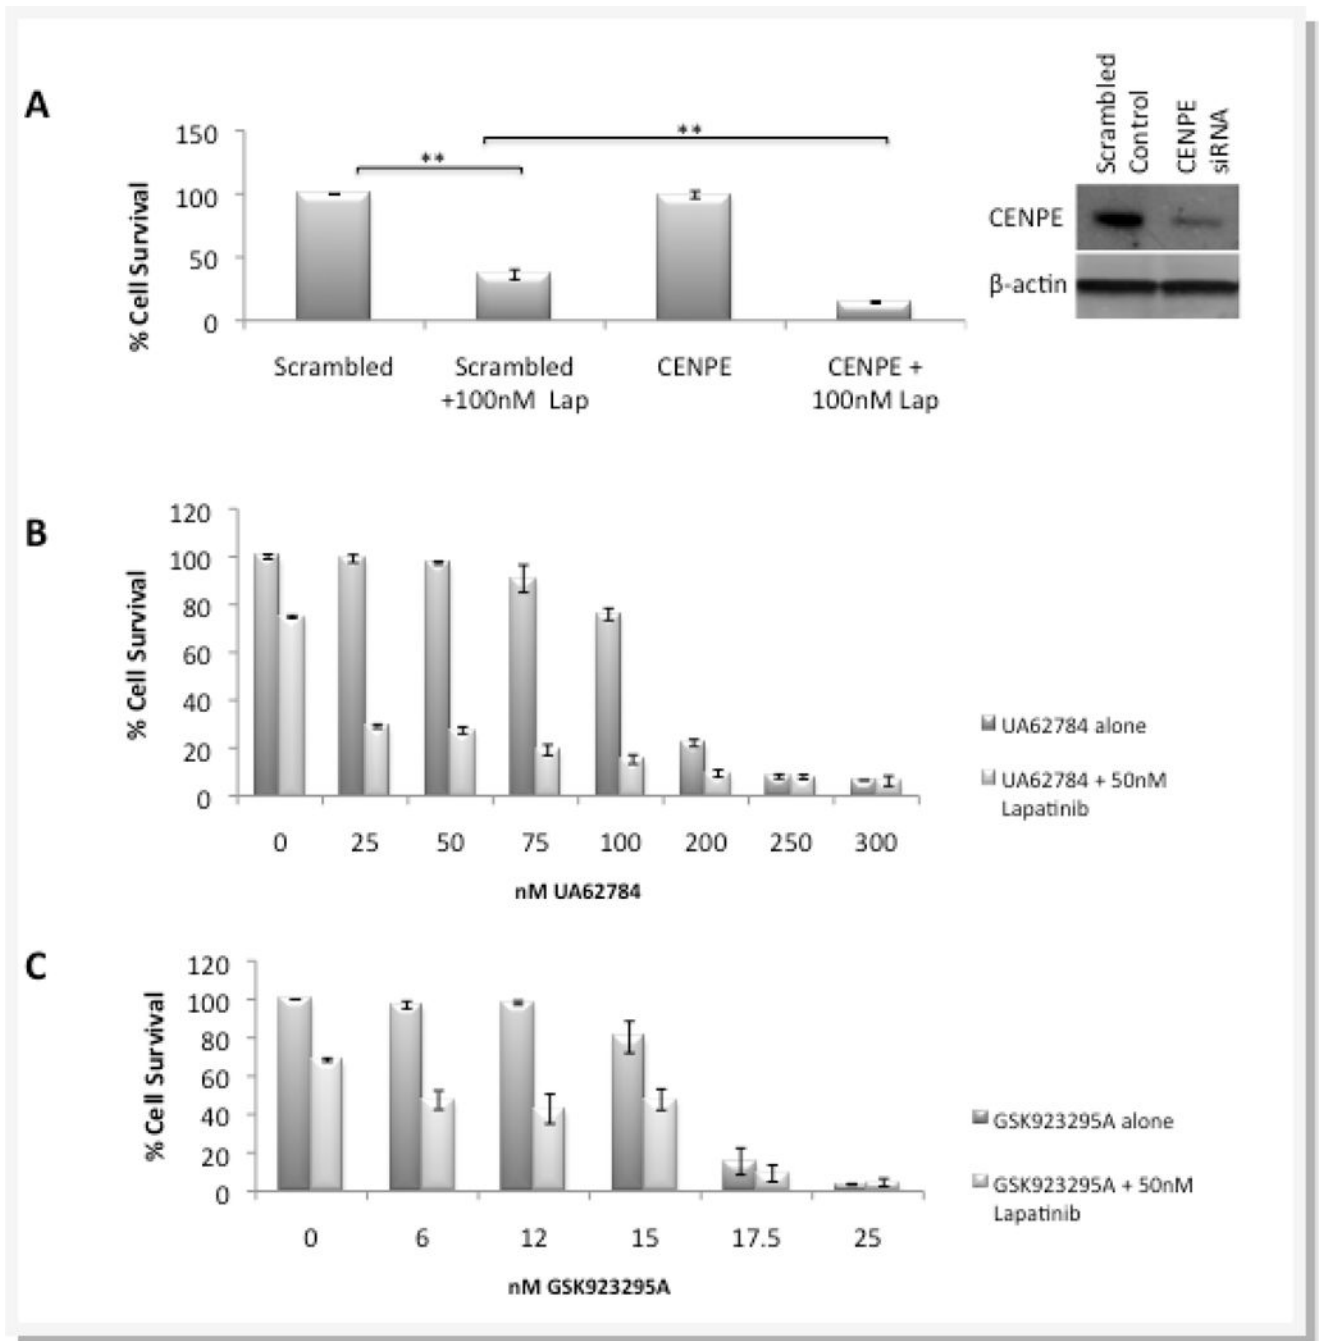 A
150
100
50
0
% Cell Survival
**
**
Scrambled
Scrambled
+100nM Lap
CENPE
CENPE +
100nM Lap
Scrambled
Control
CENPE
siRNA
CENPE
β-actin
B
120
100
80
60
40
20
0
% Cell Survival
0 25 50 75 100 200 250 300
nM UA62784
UA62784 alone
UA62784 + 50nM
Lapatinib
C
120
100
80
60
40
20
0
% Cell Survival
0 6 12 15 17.5 25
nM GSK923295A
GSK923295A alone
GSK923295A + 50nM
Lapatinib